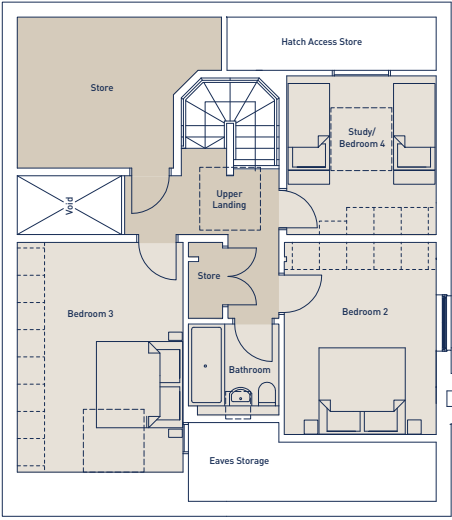 Hatch Access Store
Store
Study/
Bedroom 4
Upper
Landing
Void
Store
Bedroom 3
Bedroom 2
Bathroom
Eaves Storage